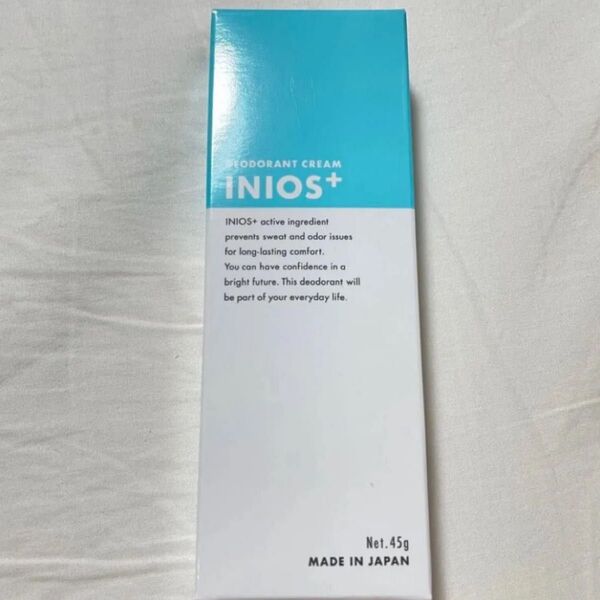 DEODORANT CREAM
INIOS+
INIOS+ active ingredient
prevents sweat and odor issues
for long-lasting comfort.
You can have confidence in a
bright future. This deodorant will
be part of your everyday life.
Net.45g
MADE IN JAPAN